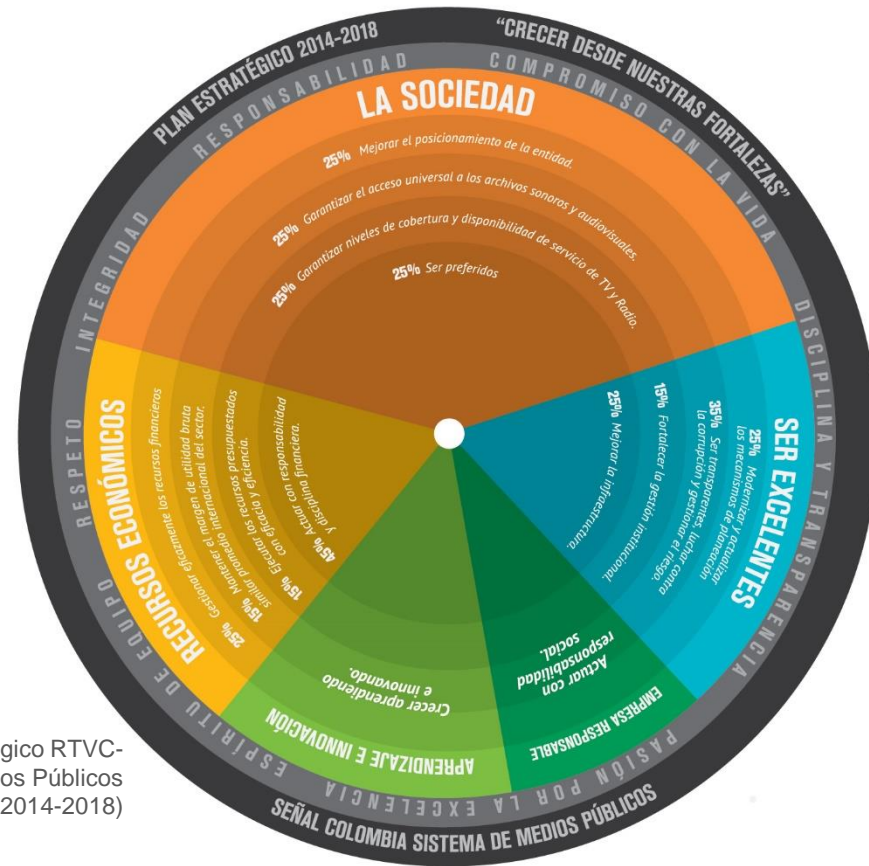 PLAN ESTRATÉGICO 2014-2018
“CRECER DESDE NUESTRAS FORTALEZAS”
RESPONSABILIDAD
COMPROMISO CON LA VIDA
DISCIPLINA Y TRANSPARENCIA
PASIÓN POR LA EXCELENCIA
ESPÍRITU DE EQUIPO
RESPETO
INTEGRIDAD
LA SOCIEDAD
25% Mejorar el posicionamiento de la entidad.
25% Garantizar el acceso universal a los archivos sonoros y audiovisuales.
25% Garantizar niveles de cobertura y disponibilidad de servicio de TV y Radio.
25% Ser preferidos
SER EXCELENTES
25% Modernizar y actualizar
los mecanismos de planeación
35% Ser transparentes, luchar contra
la corrupción y gestionar el riesgo.
15% Fortalecer la gestión institucional.
25% Mejorar la infraestructura.
EMPRESA RESPONSABLE
Actuar con
responsabilidad
social.
APRENDIZAJE E INNOVACIÓN
Crecer aprendiendo
e innovando.
RECURSOS ECONÓMICOS
25% Gestionar eficazmente los recursos financieros
15% Mantener el margen de utilidad bruta
similar promedio internacional del sector.
15% Ejecutar los recursos presupuestados
con eficacia y eficiencia.
45% Actuar con responsabilidad
y disciplina financiera.
SEÑAL COLOMBIA SISTEMA DE MEDIOS PÚBLICOS
gico RTVC-
os Públicos
2014-2018)